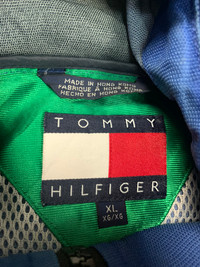 MADE IN HONG KONG
FABRIQUÉ À HONG KONG
HECHO EN HONG KONG
TOMMY
HILFIGER
XL
XG/XG